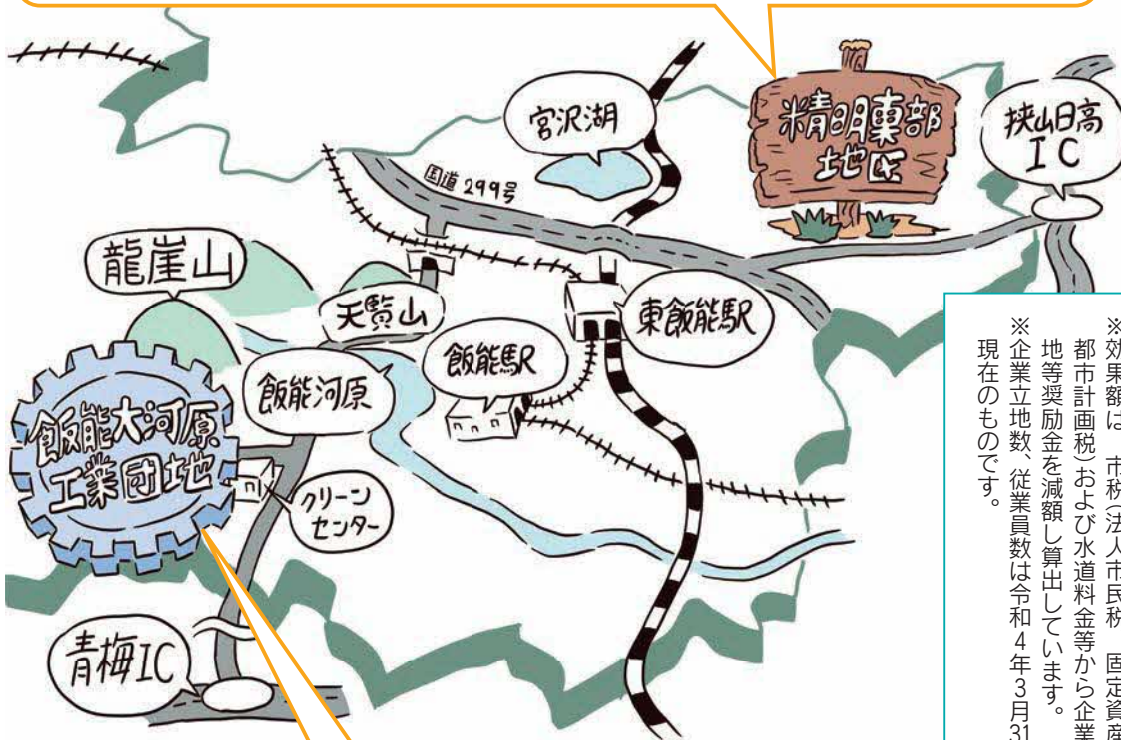 宮沢湖
精明東部
地区
挟山日高
IC
国道 299号
龍崖山
天覧山
東飯能駅
飯能駅
飯能河原
飯能大河原
工業団地
クリーン
センター
青梅IC
※効果額は、市税(法人市民税、固定資産
都市計画税)および水道料金等から企業
地等奨励金を減額し算出しています。
※企業立地数、従業員数は令和4年3月31
現在のものです。